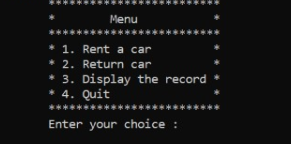 *************************
*        Menu           *
*************************
* 1. Rent a car         *
* 2. Return car         *
* 3. Display the record *
* 4. Quit               *
*************************
Enter your choice :